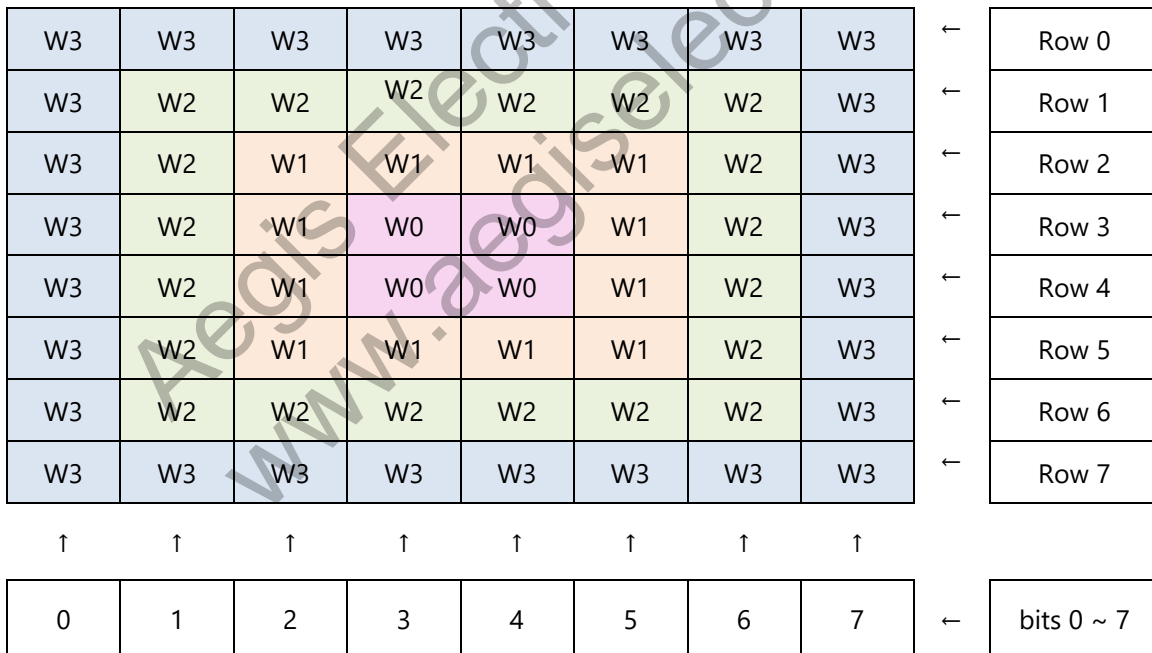 W3 W3 W3 W3 W3 W3 W3 W3 ← Row 0
W3 W2 W2 W2 W2 W2 W2 W3 ← Row 1
W3 W2 W1 W1 W1 W1 W2 W3 ← Row 2
W3 W2 W1 W0 W0 W1 W2 W3 ← Row 3
W3 W2 W1 W0 W0 W1 W2 W3 ← Row 4
W3 W2 W1 W1 W1 W1 W2 W3 ← Row 5
W3 W2 W2 W2 W2 W2 W2 W3 ← Row 6
W3 W3 W3 W3 W3 W3 W3 W3 ← Row 7
↑ ↑ ↑ ↑ ↑ ↑ ↑ ↑
0 1 2 3 4 5 6 7 ← bits 0 ~ 7
Aegis Electr
www.aegiselec